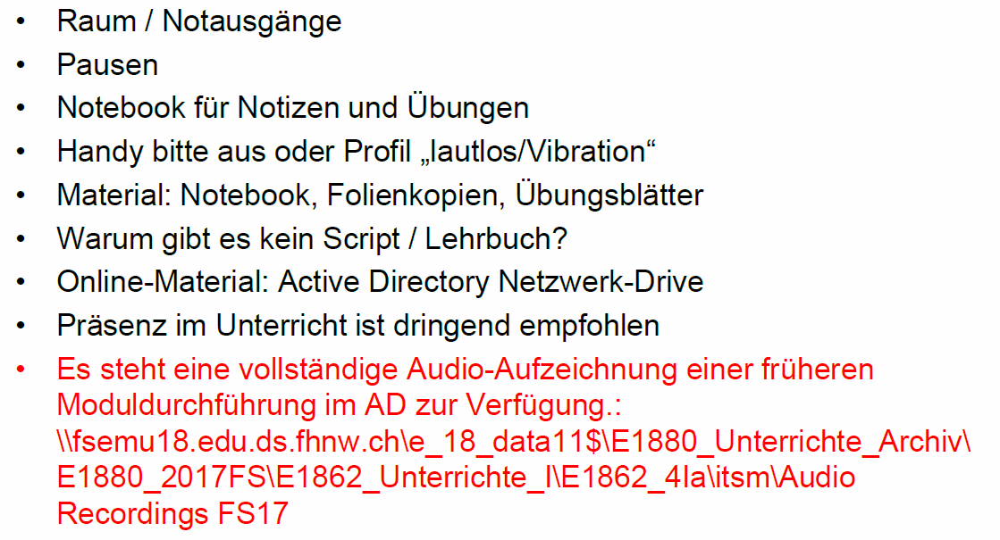 • Raum / Notausgänge
• Pausen
• Notebook für Notizen und Übungen
• Handy bitte aus oder Profil „lautlos/Vibration“
• Material: Notebook, Folienkopien, Übungsblätter
• Warum gibt es kein Script / Lehrbuch?
• Online-Material: Active Directory Netzwerk-Drive
• Präsenz im Unterricht ist dringend empfohlen
• Es steht eine vollständige Audio-Aufzeichnung einer früheren
Moduldurchführung im AD zur Verfügung.:
\\fsemu18.edu.ds.fhnw.ch\e_18_data11$\E1880_Unterrichte_Archiv\
E1880_2017FS\E1862_Unterrichte_I\E1862_4Ia\itsm\Audio
Recordings FS17